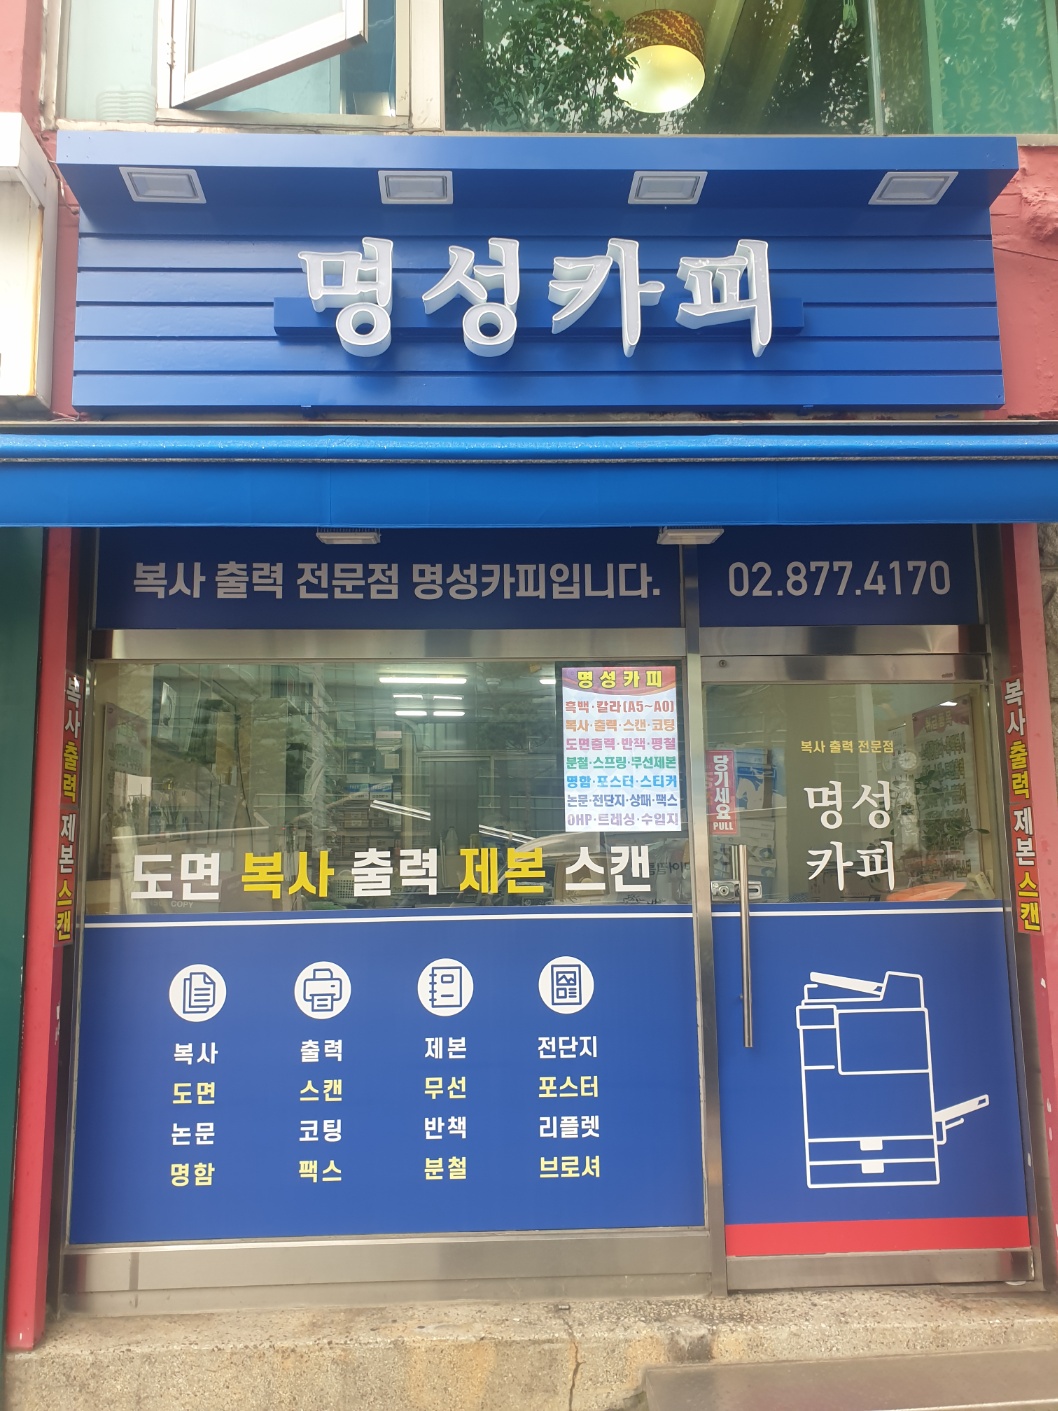 명성카피
복사 출력 전문점 명성카피입니다.
02.877.4170
명성카피
흑백·칼라(A5~A0)
복사·출력·스캔·코팅
도면출력·반책·명철
분철·스프링·무선제본
명함·포스터·스티커
논문·전단지·상패·팩스
OHP·트레싱·수입지
당기세요
PULL
복사 출력 전문점
명성
카피
복사 출력 제본 스캔
복사 출력 제본 스캔
도면 복사 출력 제본 스캔
복사 출력 제본 전단지
도면 스캔 무선 포스터
논문 코팅 반책 리플렛
명함 팩스 분철 브로셔